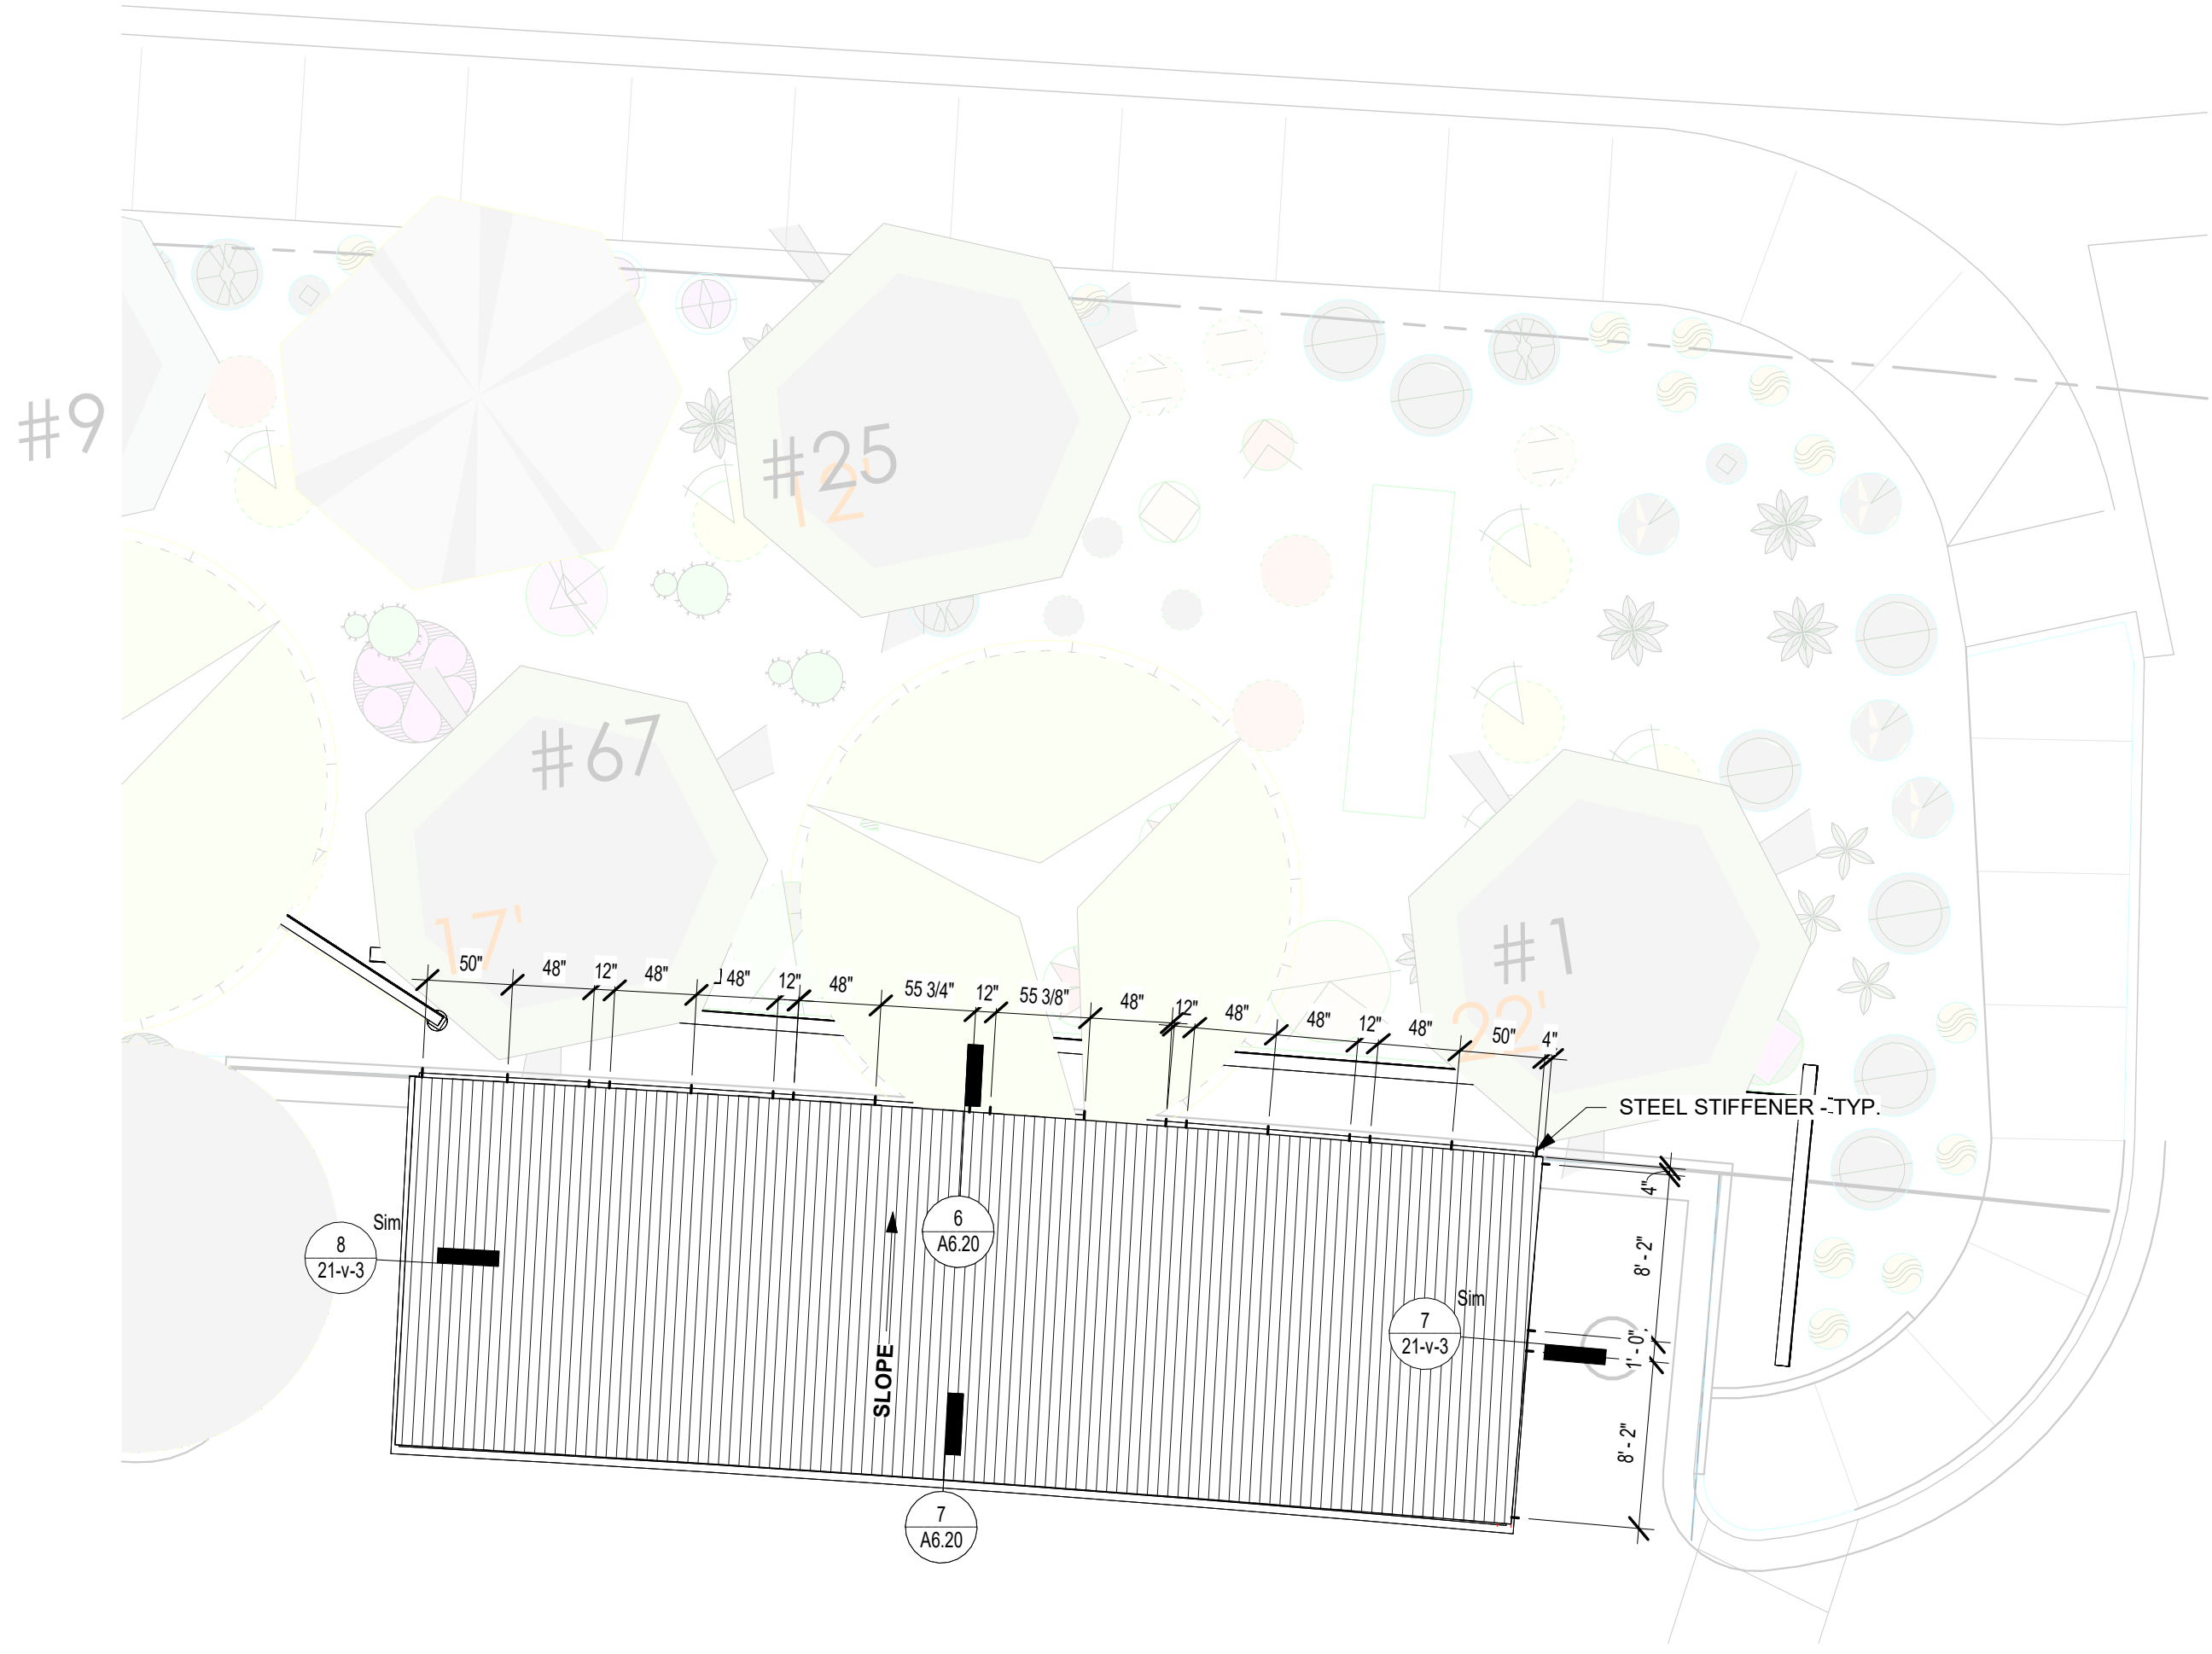 #9
#25
12'
#67
17'
#1
22'
50"
48"
12"
48"
48"
12"
48"
55 3/4"
12"
55 3/8"
48"
12"
48"
48"
12"
48"
50"
4"
STEEL STIFFENER - TYP.
4"
8' - 2"
1' - 0"
8' - 2"
Sim
8
21-v-3
6
A6.20
SLOPE
Sim
7
21-v-3
7
A6.20